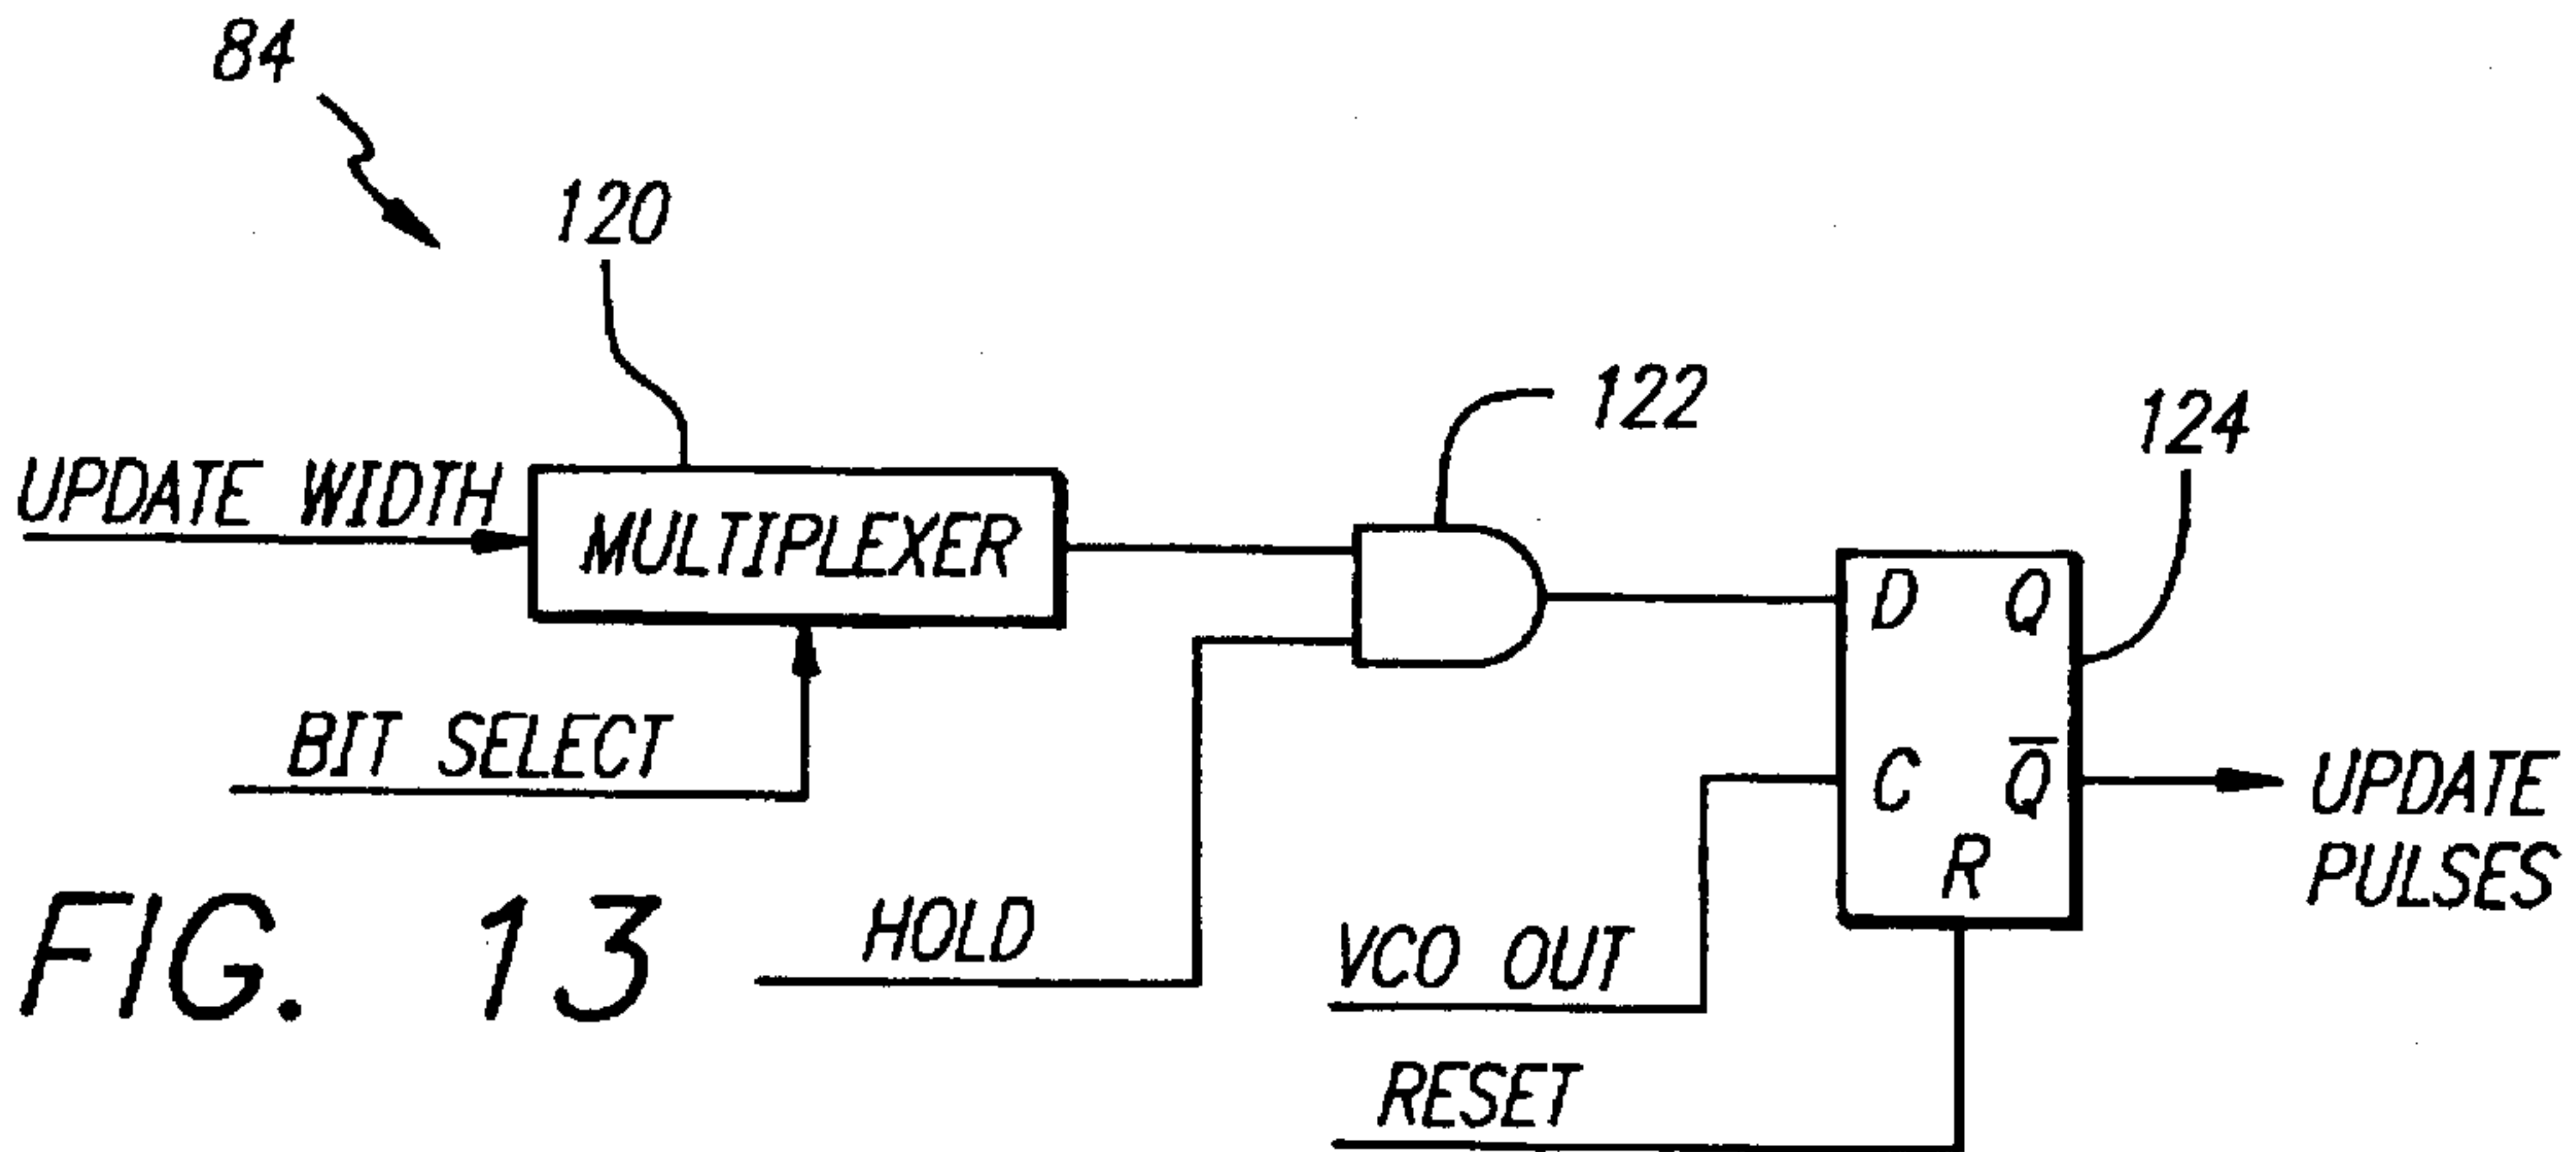 84
120
122
124
UPDATE WIDTH
MULTIPLEXER
D Q
BIT SELECT
C Q̅
UPDATE
PULSES
R
HOLD
VCO OUT
RESET
FIG. 13